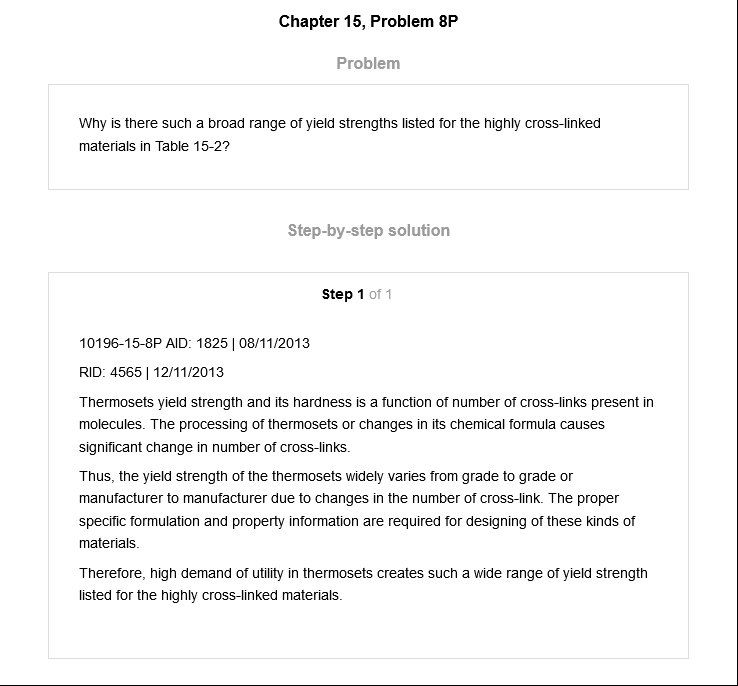 Chapter 15, Problem 8P
Problem
Why is there such a broad range of yield strengths listed for the highly cross-linked
materials in Table 15-2?
Step-by-step solution
Step 1 of 1
10196-15-8P AID: 1825 | 08/11/2013
RID: 4565 | 12/11/2013
Thermosets yield strength and its hardness is a function of number of cross-links present in
molecules. The processing of thermosets or changes in its chemical formula causes
significant change in number of cross-links.
Thus, the yield strength of the thermosets widely varies from grade to grade or
manufacturer to manufacturer due to changes in the number of cross-link. The proper
specific formulation and property information are required for designing of these kinds of
materials.
Therefore, high demand of utility in thermosets creates such a wide range of yield strength
listed for the highly cross-linked materials.